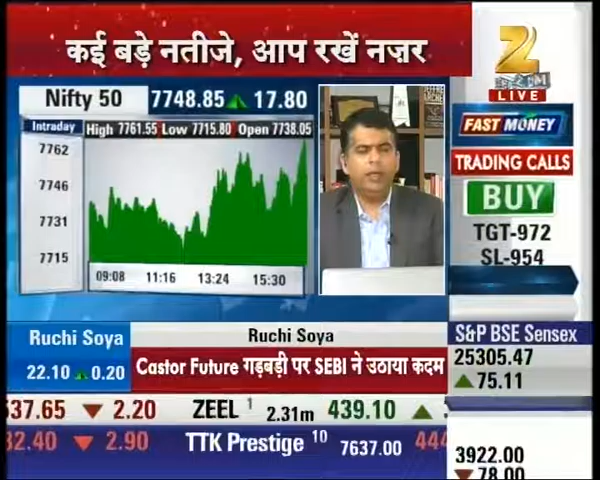 कई बड़े नतीजे, आप रखें नज़र
LIVE
Nifty 50 7748.85 17.80
Intraday High 7761.55 Low 7715.80 Open 7738.05
7762
7746
7731
7715
09:08 11:16 13:24 15:30
FAST MONEY
TRADING CALLS
BUY
TGT-972
SL-954
Ruchi Soya
22.10 0.20
Ruchi Soya
Castor Future गड़बड़ी पर SEBI ने उठाया कदम
S&P BSE Sensex
25305.47
75.11
537.65 2.20 ZEEL 1 2.31m 439.10
32.40 2.90 TTK Prestige 10 7637.00 444
3922.00
78.00